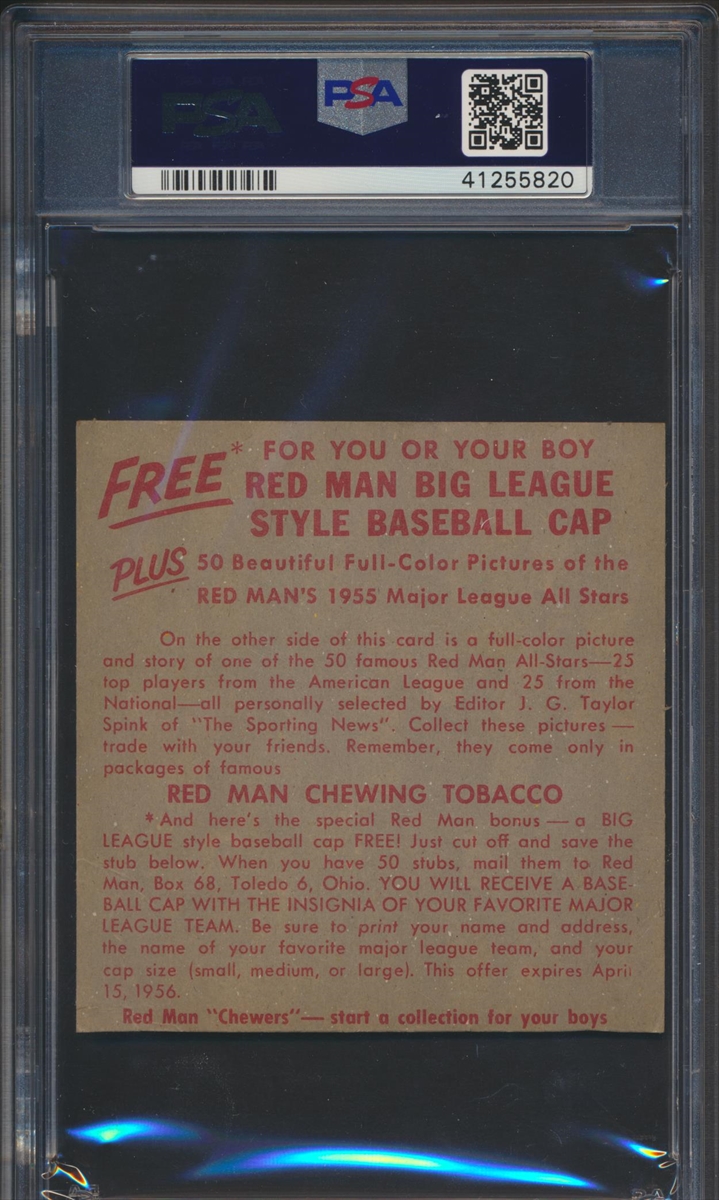 PSA
PSA
41255820
FREE* FOR YOU OR YOUR BOY
RED MAN BIG LEAGUE
STYLE BASEBALL CAP
PLUS 50 Beautiful Full-Color Pictures of the
RED MAN'S 1955 Major League All Stars
On the other side of this card is a full-color picture
and story of one of the 50 famous Red Man All-Stars—25
top players from the American League and 25 from the
National—all personally selected by Editor J. G. Taylor
Spink of "The Sporting News". Collect these pictures —
trade with your friends. Remember, they come only in
packages of famous
RED MAN CHEWING TOBACCO
*And here's the special Red Man bonus — a BIG
LEAGUE style baseball cap FREE! Just cut off and save the
stub below. When you have 50 stubs, mail them to Red
Man, Box 68, Toledo 6, Ohio. YOU WILL RECEIVE A BASE-
BALL CAP WITH THE INSIGNIA OF YOUR FAVORITE MAJOR
LEAGUE TEAM. Be sure to print your name and address,
the name of your favorite major league team, and your
cap size (small, medium, or large). This offer expires April
15, 1956.
Red Man "Chewers"— start a collection for your boys